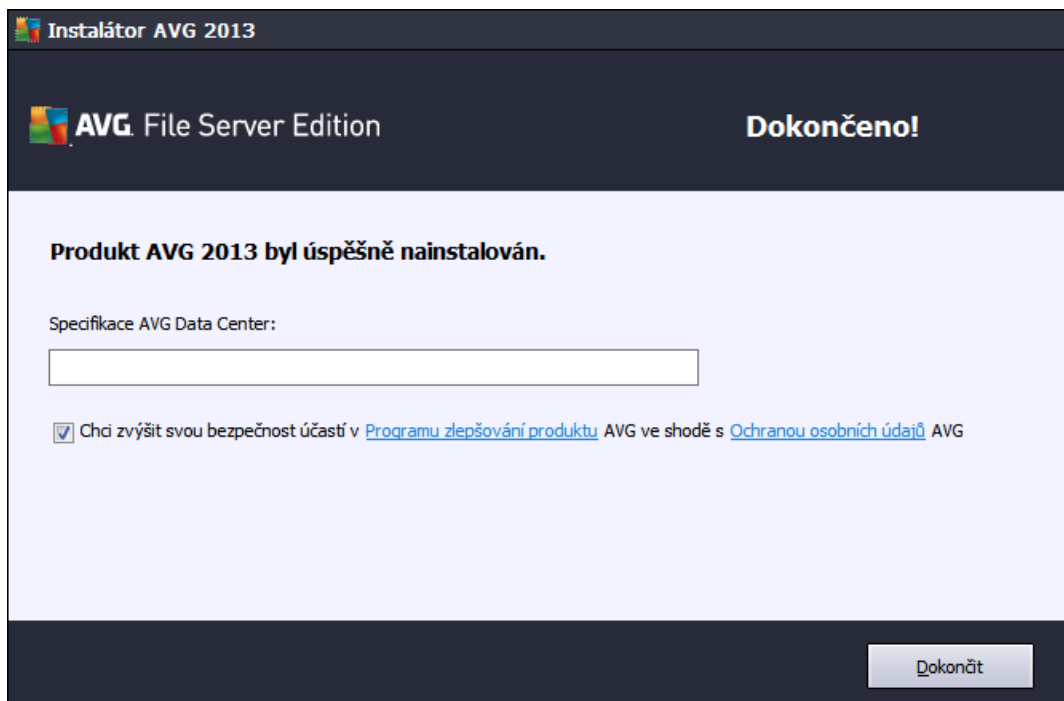 Instalátor AVG 2013
AVG. File Server Edition
Dokončeno!
Produkt AVG 2013 byl úspěšně nainstalován.
Specifikace AVG Data Center:
Chci zvýšit svou bezpečnost účastí v Programu zlepšování produktu AVG ve shodě s Ochranou osobních údajů AVG
Dokončit